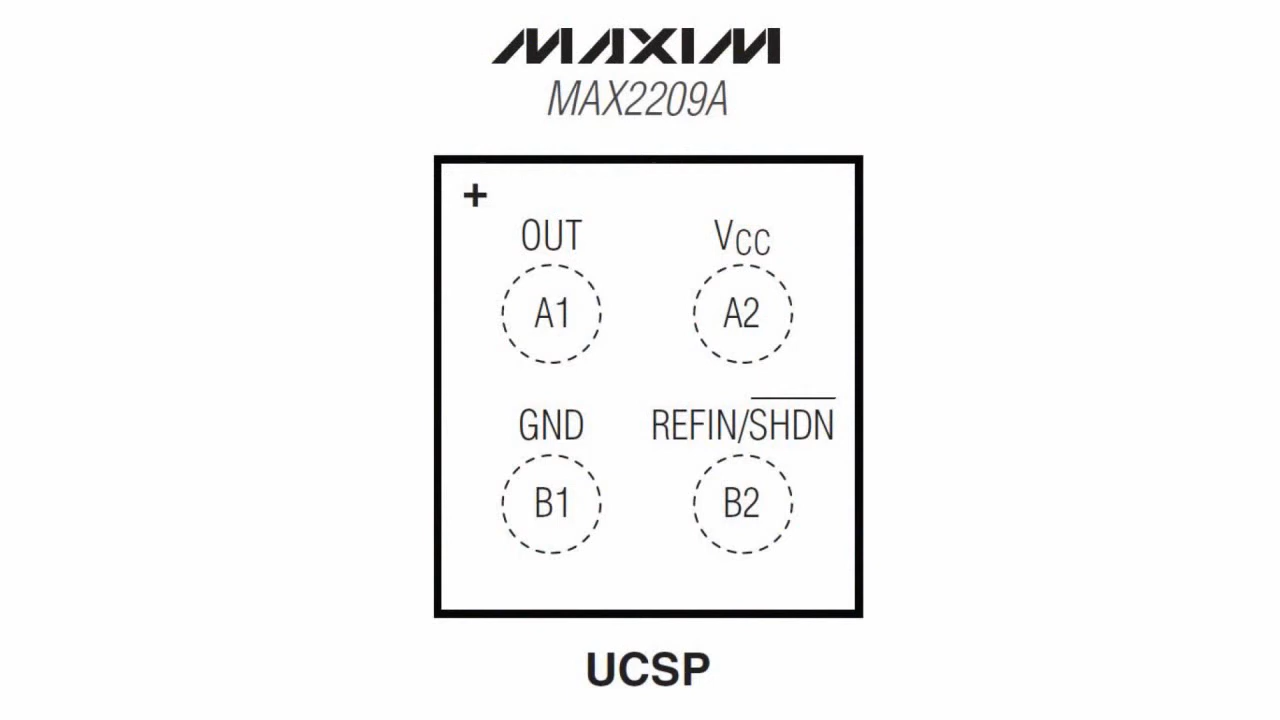 MAXIM
MAX2209A
+
OUT VCC
A1 A2
GND REFIN/SHDN
B1 B2
UCSP